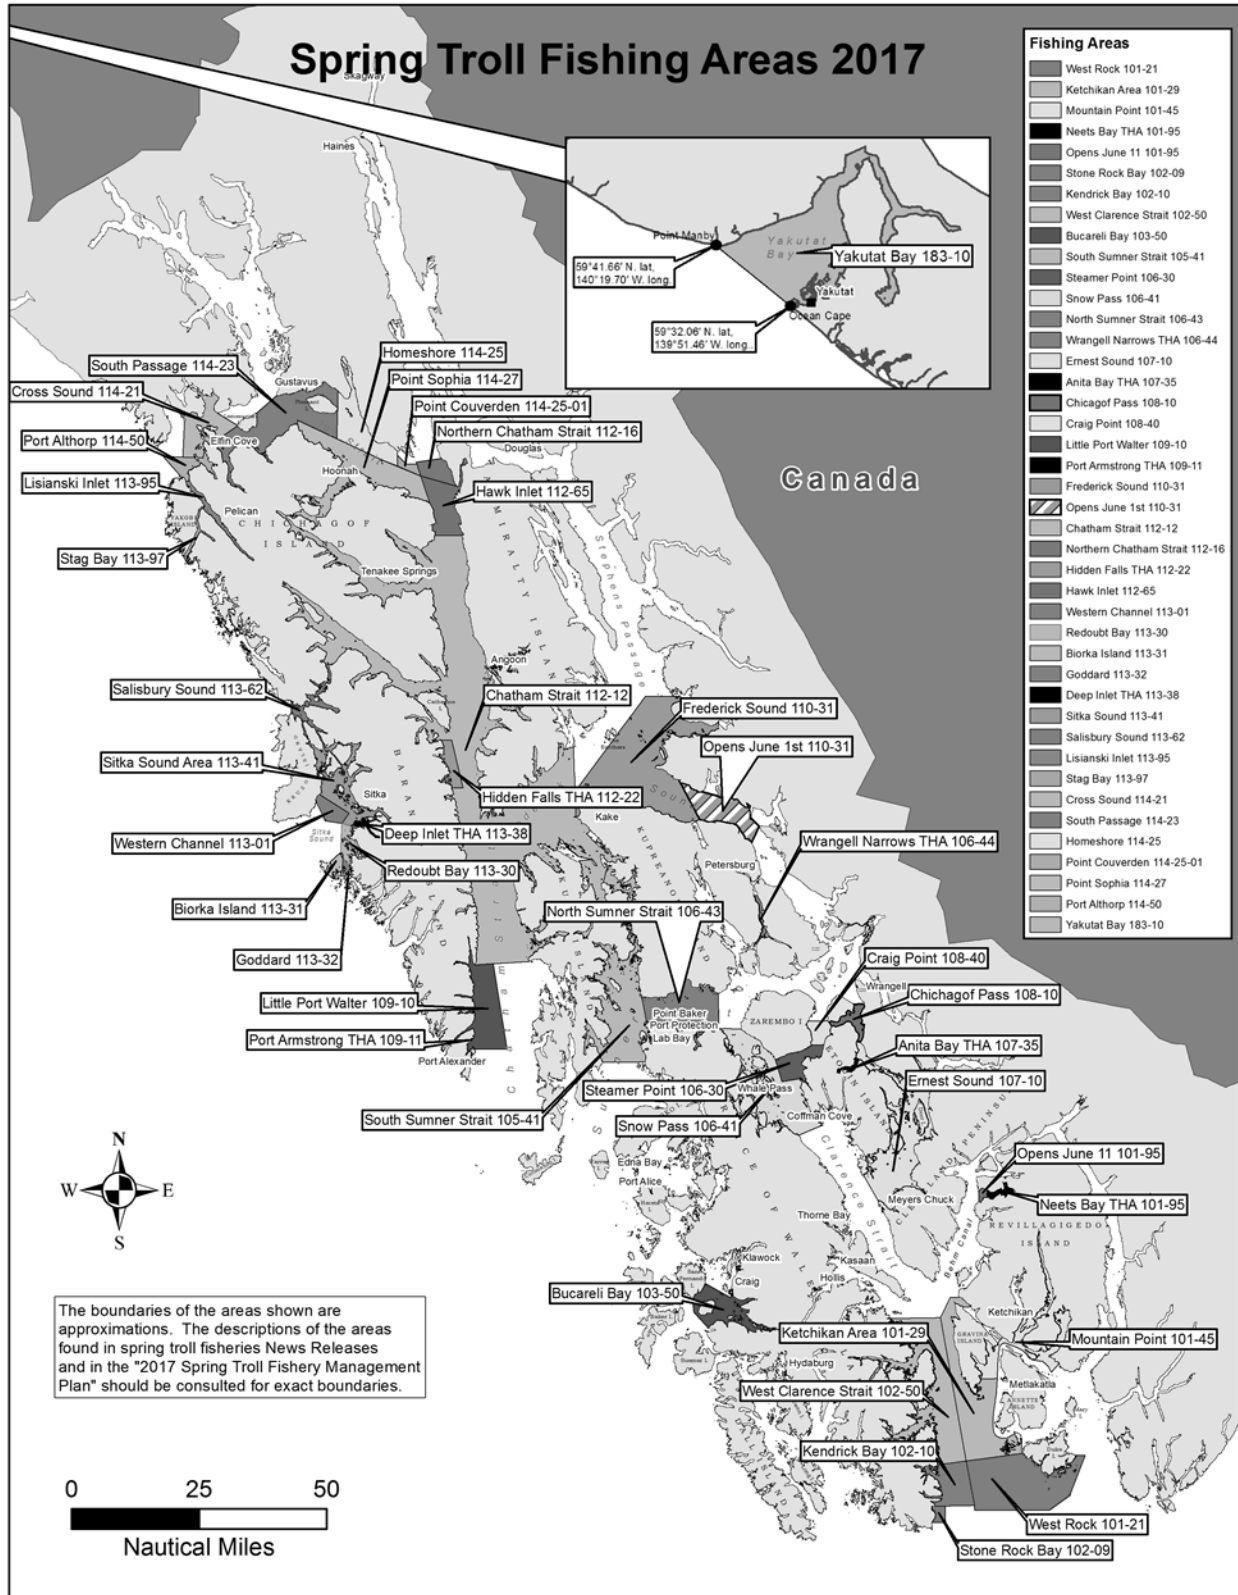 Spring Troll Fishing Areas 2017
Skagway
Haines
Point Manby
59°41.66' N. lat,
140°19.70' W. long.
Yakutat
Bay
Yakutat Bay 183-10
Yakutat
Ocean Cape
59°32.06' N. lat,
139°51.46' W. long.
Fishing Areas
West Rock 101-21
Ketchikan Area 101-29
Mountain Point 101-45
Neets Bay THA 101-95
Opens June 11 101-95
Stone Rock Bay 102-09
Kendrick Bay 102-10
West Clarence Strait 102-50
Bucareli Bay 103-50
South Sumner Strait 105-41
Steamer Point 106-30
Snow Pass 106-41
North Sumner Strait 106-43
Wrangell Narrows THA 106-44
Ernest Sound 107-10
Anita Bay THA 107-35
Chicagof Pass 108-10
Craig Point 108-40
Little Port Walter 109-10
Port Armstrong THA 109-11
Frederick Sound 110-31
Opens June 1st 110-31
Chatham Strait 112-12
Northern Chatham Strait 112-16
Hidden Falls THA 112-22
Hawk Inlet 112-65
Western Channel 113-01
Redoubt Bay 113-30
Biorka Island 113-31
Goddard 113-32
Deep Inlet THA 113-38
Sitka Sound 113-41
Salisbury Sound 113-62
Lisianski Inlet 113-95
Stag Bay 113-97
Cross Sound 114-21
South Passage 114-23
Homeshore 114-25
Point Couverden 114-25-01
Point Sophia 114-27
Port Althorp 114-50
Yakutat Bay 183-10
Homeshore 114-25
South Passage 114-23
Point Sophia 114-27
Gustavus
Cross Sound 114-21
Point Couverden 114-25-01
Northern Chatham Strait 112-16
Elfin Cove
Port Althorp 114-50
Douglas
Hoonah
Canada
Lisianski Inlet 113-95
Hawk Inlet 112-65
Pelican
CHICHAGOF
ISLAND
YAKOBI
ISLAND
Stag Bay 113-97
Tenakee Springs
Stephens Passage
Angoon
Salisbury Sound 113-62
Chatham Strait 112-12
Frederick Sound 110-31
Opens June 1st 110-31
Sitka Sound Area 113-41
Sitka
Hidden Falls THA 112-22
Kake
Western Channel 113-01
Sitka
Sound
Deep Inlet THA 113-38
Wrangell Narrows THA 106-44
Petersburg
Redoubt Bay 113-30
Biorka Island 113-31
North Sumner Strait 106-43
Goddard 113-32
Craig Point 108-40
Wrangell
Chichagof Pass 108-10
Little Port Walter 109-10
Point Baker
Port Protection
ZAREMBO I
Lab Bay
Port Armstrong THA 109-11
Anita Bay THA 107-35
Port Alexander
Steamer Point 106-30
Whale Pass
Ernest Sound 107-10
South Sumner Strait 105-41
Snow Pass 106-41
Coffman Cove
Clarence Strait
Edna Bay
Opens June 11 101-95
Port Alice
Meyers Chuck
Neets Bay THA 101-95
Thorne Bay
REVILLAGIGEDO
ISLAND
Behm Canal
Klawock
Kasaan
Craig
Hollis
Bucareli Bay 103-50
Ketchikan
Ketchikan Area 101-29
GRAVINA
ISLAND
Mountain Point 101-45
Hydaburg
Metlakatla
West Clarence Strait 102-50
ANNETTE
ISLAND
Kendrick Bay 102-10
West Rock 101-21
Stone Rock Bay 102-09
N
W
E
S
The boundaries of the areas shown are
approximations. The descriptions of the areas
found in spring troll fisheries News Releases
and in the "2017 Spring Troll Fishery Management
Plan" should be consulted for exact boundaries.
0 25 50
Nautical Miles